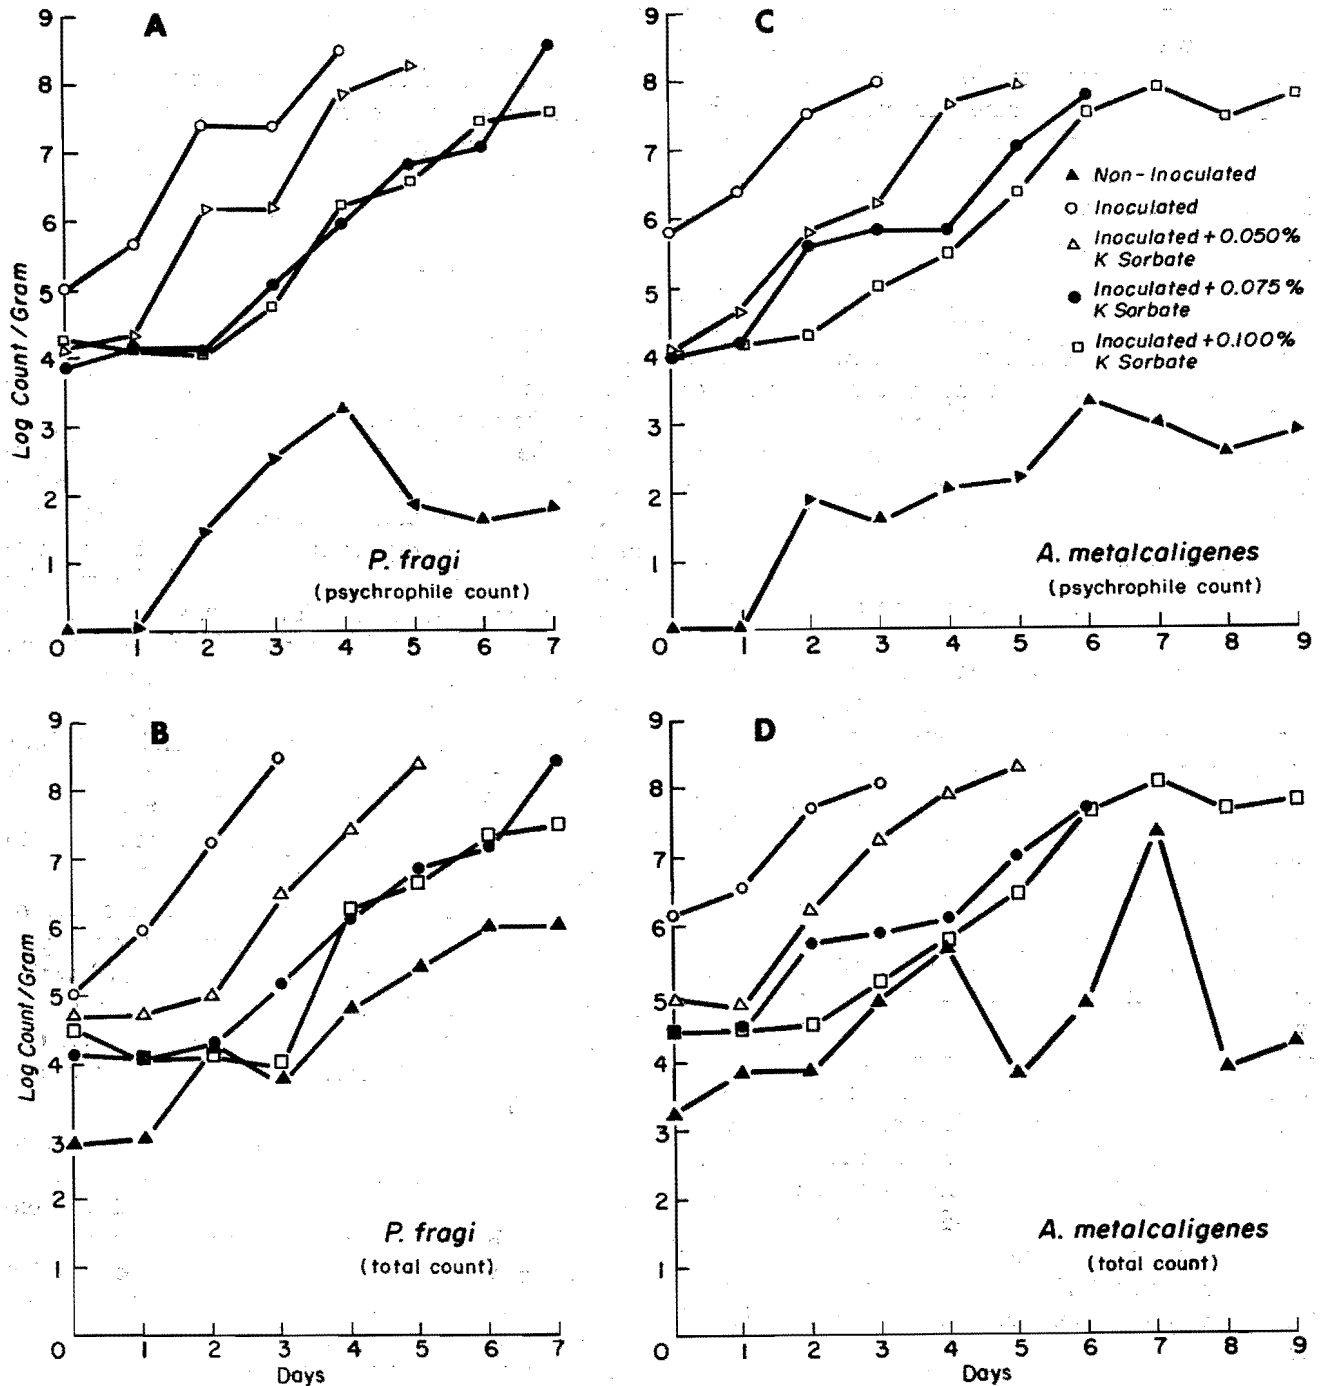 A
9
8
7
6
5
4
3
2
1
Log Count/Gram
P. fragi
(psychrophile count)
0 1 2 3 4 5 6 7
C
9
8
7
6
5
4
3
2
1
Non-Inoculated
Inoculated
Inoculated + 0.050%
K Sorbate
Inoculated + 0.075%
K Sorbate
Inoculated + 0.100%
K Sorbate
A. metalcaligenes
(psychrophile count)
0 1 2 3 4 5 6 7 8 9
B
9
8
7
6
5
4
3
2
1
Log Count/Gram
P. fragi
(total count)
0 1 2 3 4 5 6 7
Days
D
9
8
7
6
5
4
3
2
1
A. metalcaligenes
(total count)
0 1 2 3 4 5 6 7 8 9
Days